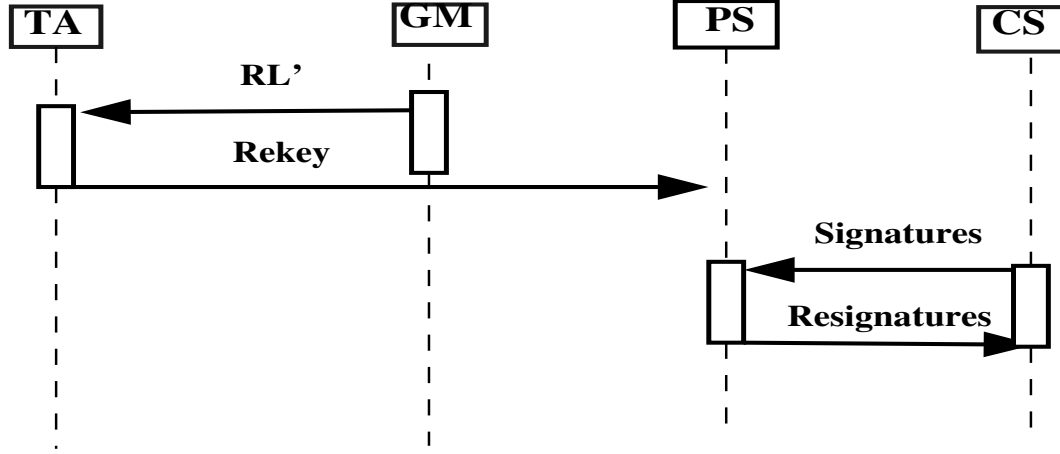 TA
GM
PS
CS
RL’
Rekey
Signatures
Resignatures